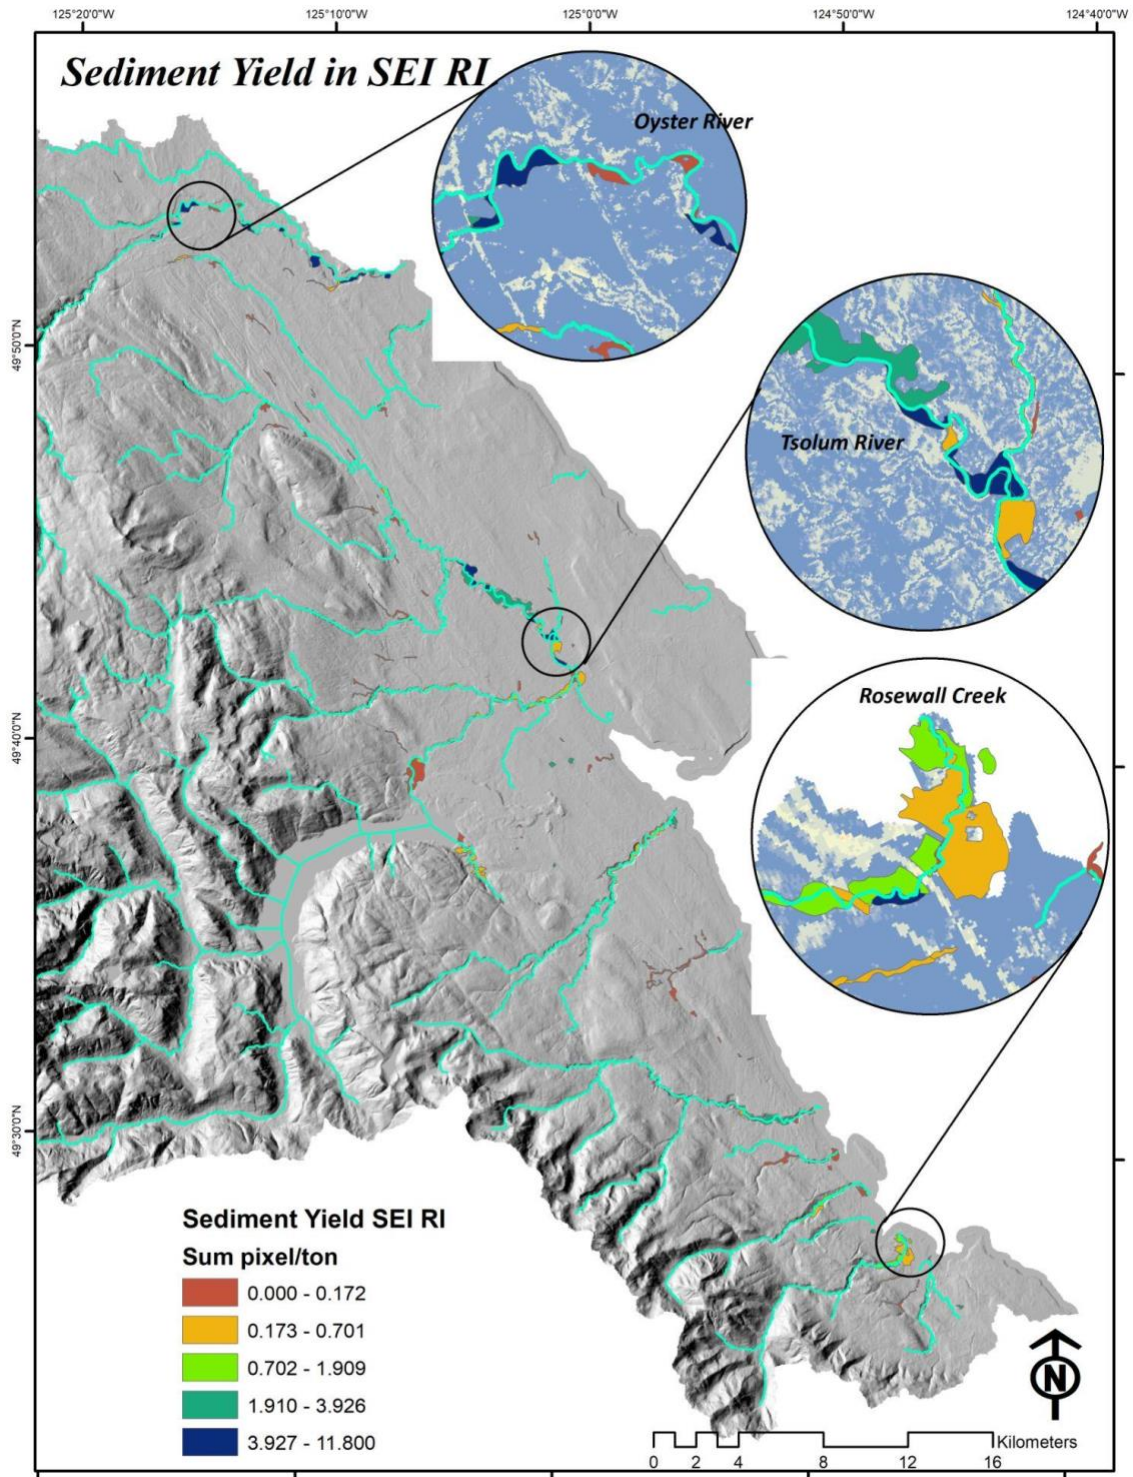 125°20'0"W 125°10'0"W 125°0'0"W 124°50'0"W 124°40'0"W
Sediment Yield in SEI RI
Oyster River
49°50'0"N
Tsolum River
Rosewall Creek
49°40'0"N
49°30'0"N
Sediment Yield SEI RI
Sum pixel/ton
0.000 - 0.172
0.173 - 0.701
0.702 - 1.909
1.910 - 3.926
3.927 - 11.800
N
Kilometers
0 2 4 8 12 16